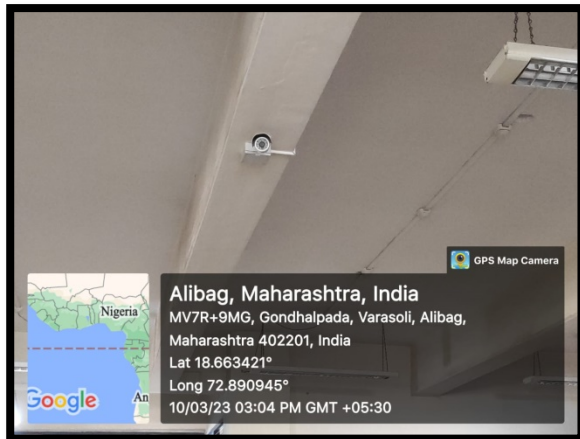 GPS Map Camera
Nigeria
An
Google
Alibag, Maharashtra, India
MV7R+9MG, Gondhalpada, Varasoli, Alibag,
Maharashtra 402201, India
Lat 18.663421°
Long 72.890945°
10/03/23 03:04 PM GMT +05:30